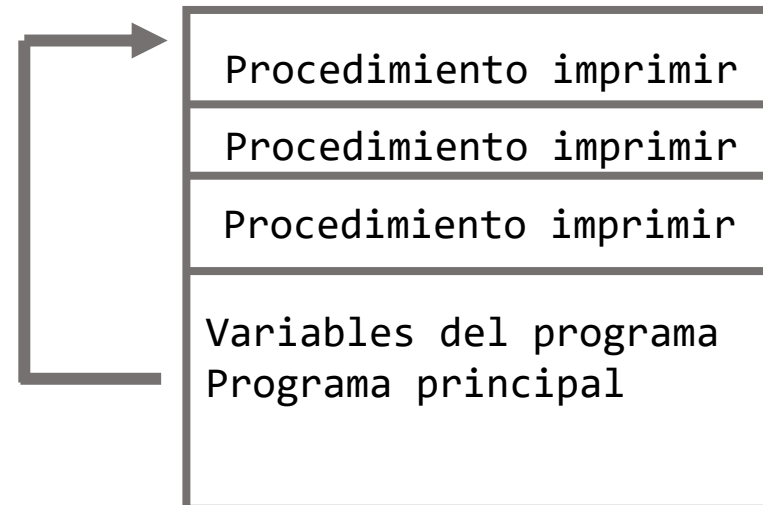 Procedimiento imprimir
Procedimiento imprimir
Procedimiento imprimir
Variables del programa
Programa principal